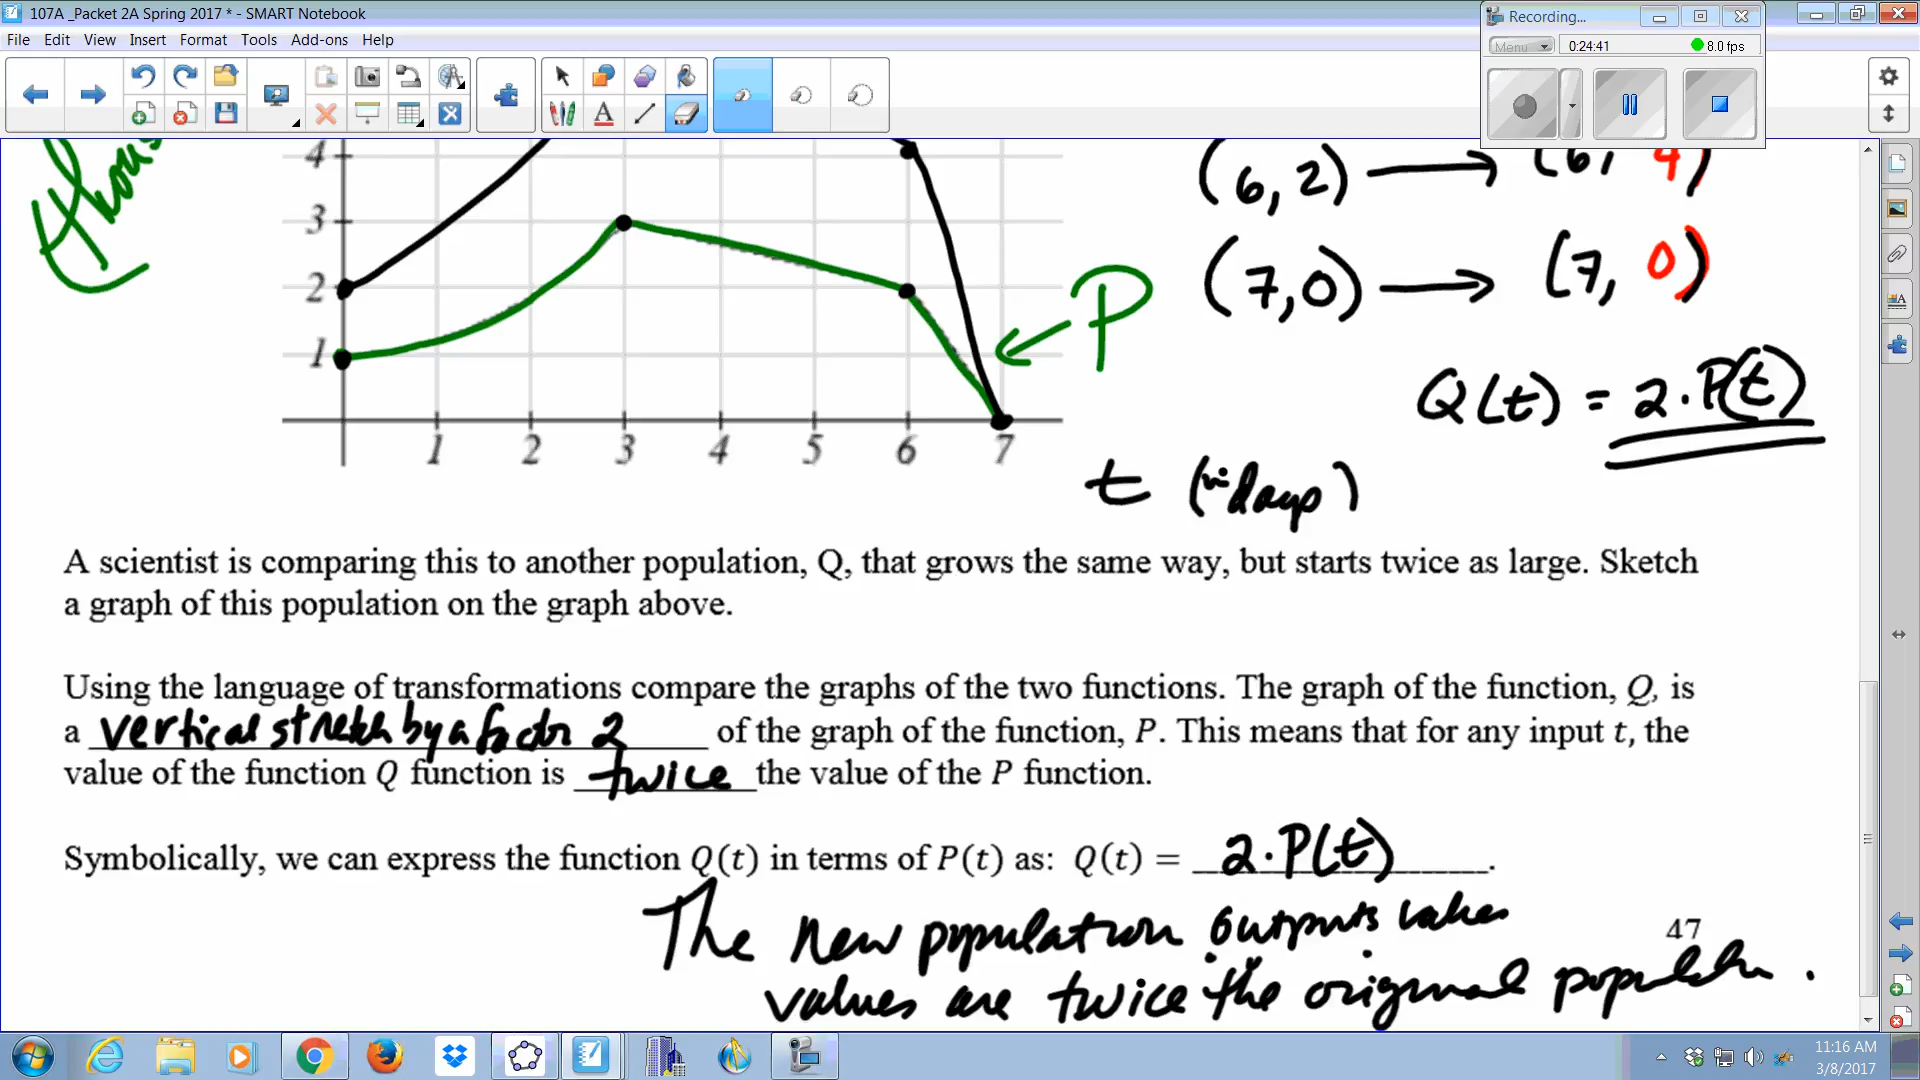 107A _Packet 2A Spring 2017 * - SMART Notebook
File Edit View Insert Format Tools Add-ons Help
Recording...
Menu 0:24:41 8.0 fps
thous
4
3
2
1
1 2 3 4 5 6 7
P
(6, 2) → (6, 4)
(7, 0) → (7, 0)
Q(t) = 2·P(t)
t (in days)
A scientist is comparing this to another population, Q, that grows the same way, but starts twice as large. Sketch
a graph of this population on the graph above.
Using the language of transformations compare the graphs of the two functions. The graph of the function, Q, is
a vertical stretch by a factor 2 of the graph of the function, P. This means that for any input t, the
value of the function Q function is twice the value of the P function.
Symbolically, we can express the function Q(t) in terms of P(t) as: Q(t) = 2·P(t).
The new population outputs values
47
values are twice the original population.
11:16 AM
3/8/2017